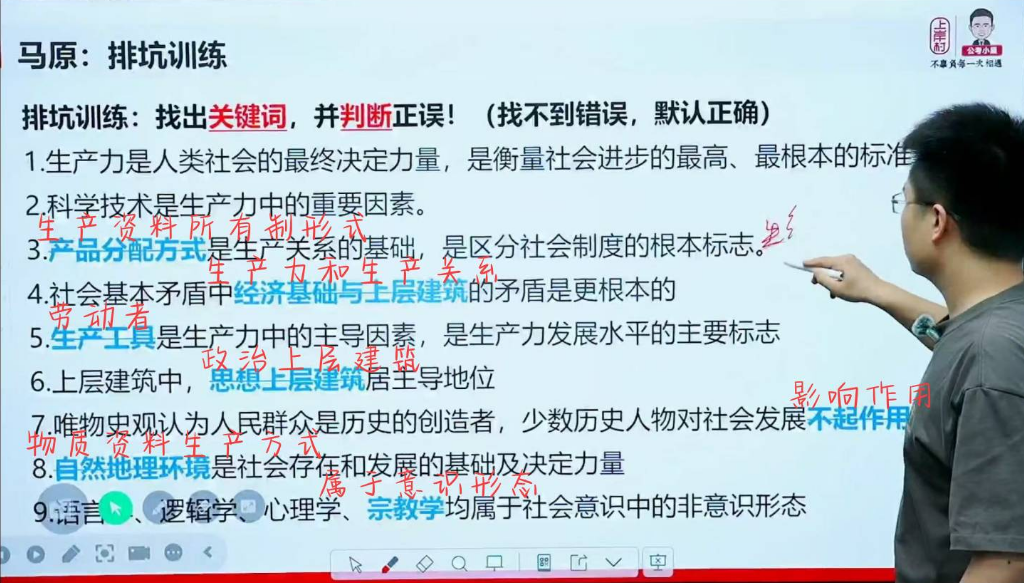 上岸村
公考小晨
不辜负每一次相遇
马原：排坑训练
排坑训练：找出关键词，并判断正误！（找不到错误，默认正确）
1.生产力是人类社会的最终决定力量，是衡量社会进步的最高、最根本的标准
2.科学技术是生产力中的重要因素。
生产资料所有制形式
3.产品分配方式是生产关系的基础，是区分社会制度的根本标志。
生产力和生产关系
4.社会基本矛盾中经济基础与上层建筑的矛盾是更根本的
劳动者
5.生产工具是生产力中的主导因素，是生产力发展水平的主要标志
政治上层建筑
6.上层建筑中，思想上层建筑居主导地位
影响作用
7.唯物史观认为人民群众是历史的创造者，少数历史人物对社会发展不起作用
物质资料生产方式
8.自然地理环境是社会存在和发展的基础及决定力量
属于意识形态
9.语言、逻辑学、心理学、宗教学均属于社会意识中的非意识形态